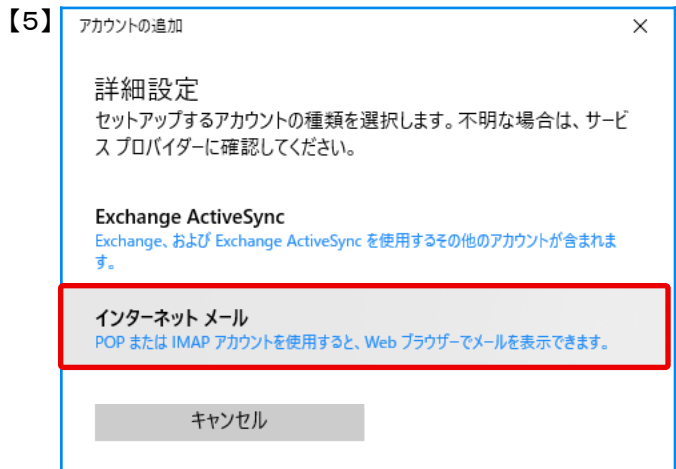 【5】
アカウントの追加
詳細設定
セットアップするアカウントの種類を選択します。不明な場合は、サービ
ス プロバイダーに確認してください。
Exchange ActiveSync
Exchange、および Exchange ActiveSync を使用するその他のアカウントが含まれま
す。
インターネット メール
POP または IMAP アカウントを使用すると、Web ブラウザーでメールを表示できます。
キャンセル